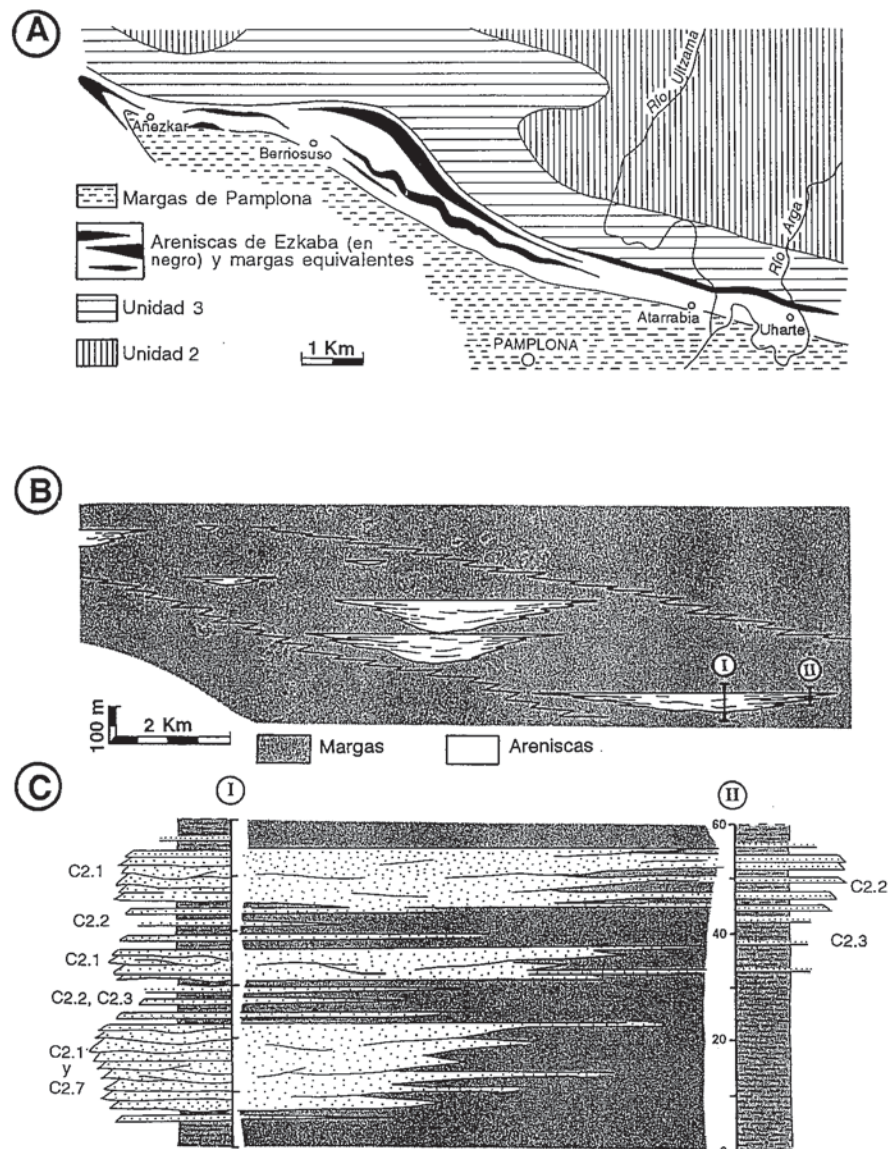 A
Añezkar
Berriosuso
Río Ultzama
Río Arga
Margas de Pamplona
Areniscas de Ezkaba (en
negro) y margas equivalentes
Unidad 3
Unidad 2
1 Km
Atarrabia
Uharte
PAMPLONA
B
I
II
100 m
2 Km
Margas
Areniscas
C
I
II
C2.1
C2.2
C2.1
C2.2, C2.3
C2.1
y
C2.7
60
40
20
C2.2
C2.3